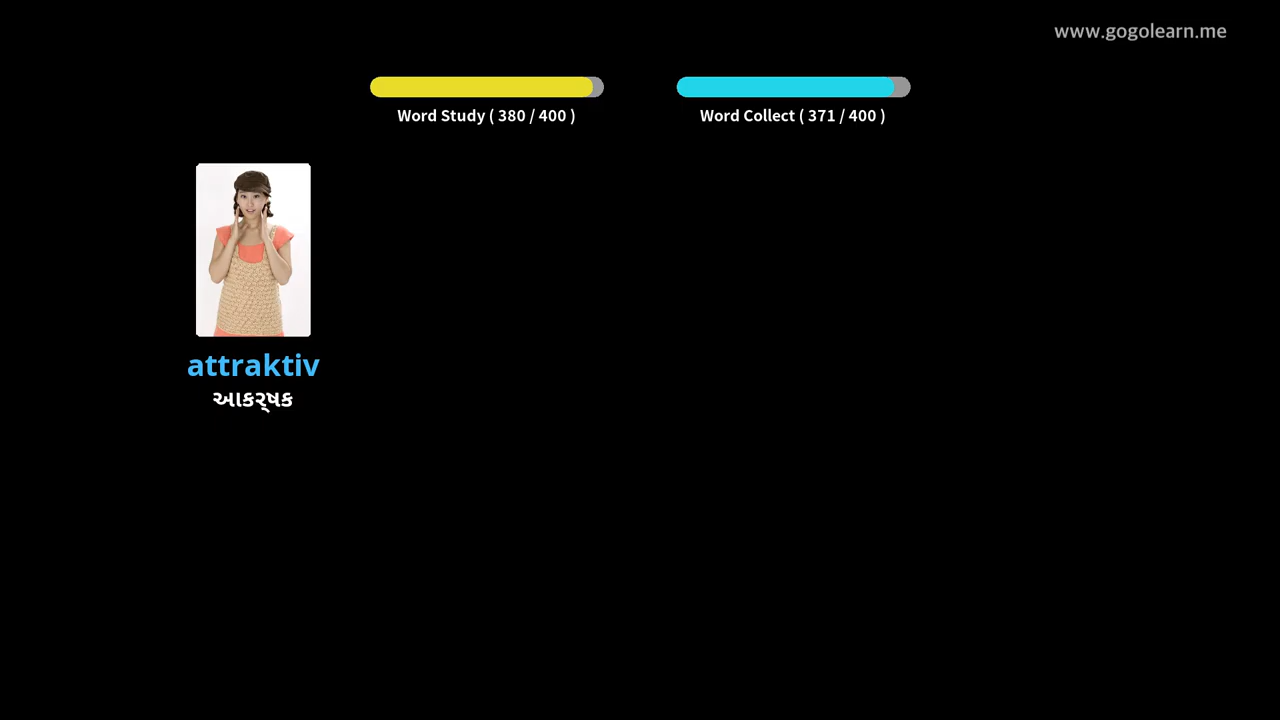 www.gogolearn.me
Word Study ( 380 / 400 )
Word Collect ( 371 / 400 )
attraktiv
આકર્ષક